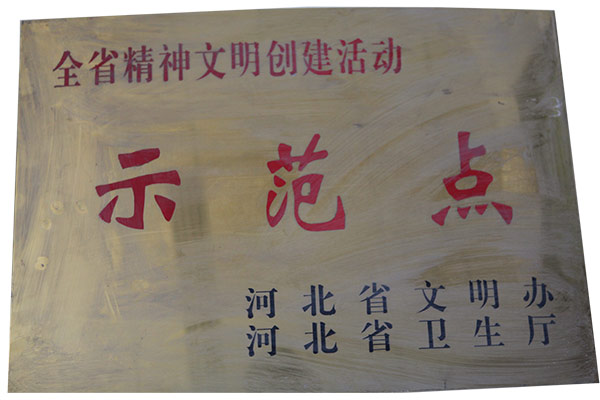 全省精神文明创建活动
示范点
河北省文明办
河北省卫生厅